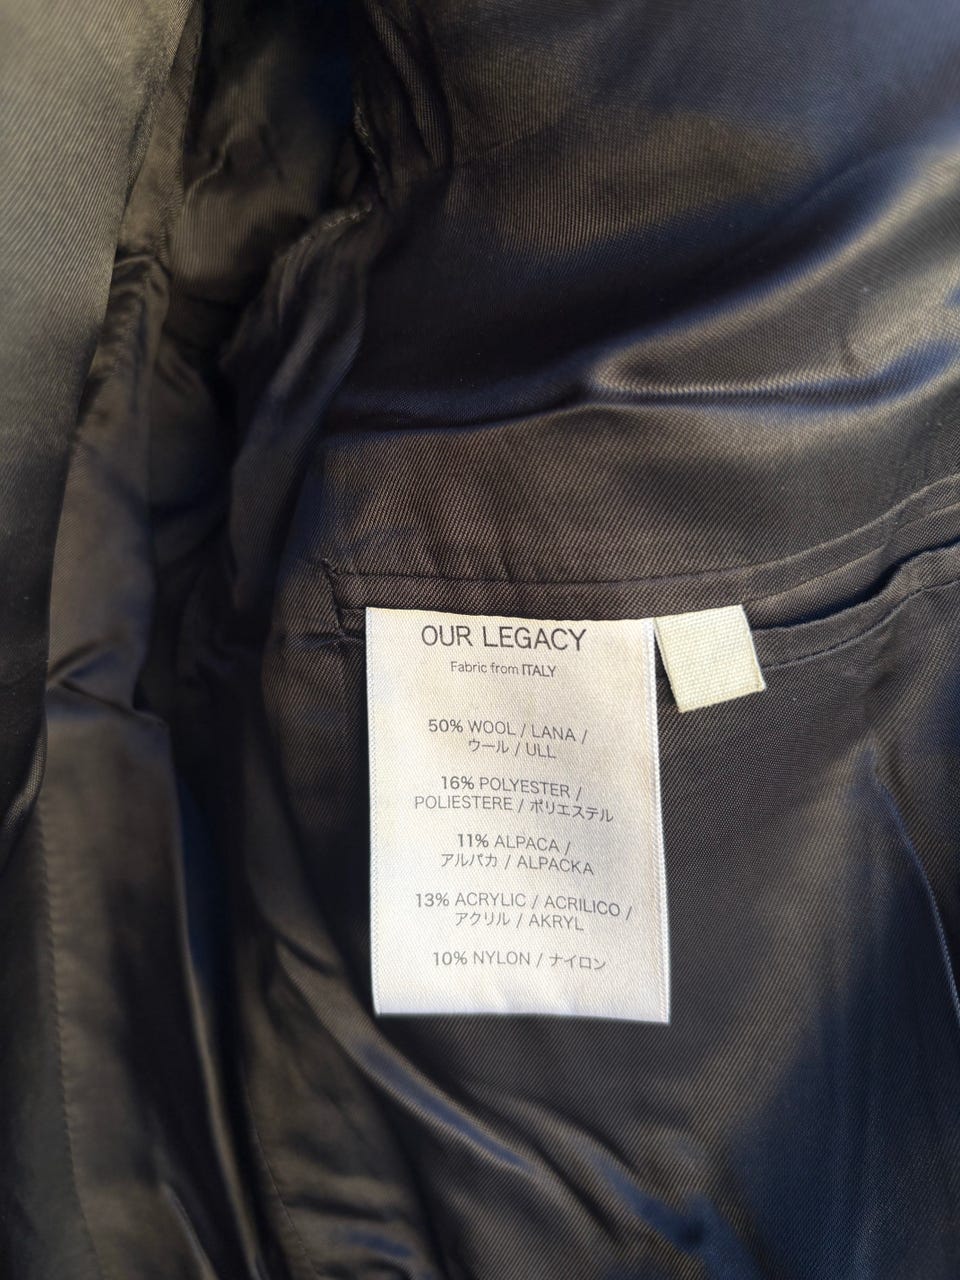 OUR LEGACY
Fabric from ITALY
50% WOOL / LANA /
ウール / ULL
16% POLYESTER /
POLIESTERE / ポリエステル
11% ALPACA /
アルパカ / ALPACKA
13% ACRYLIC / ACRILICO /
アクリル / AKRYL
10% NYLON / ナイロン